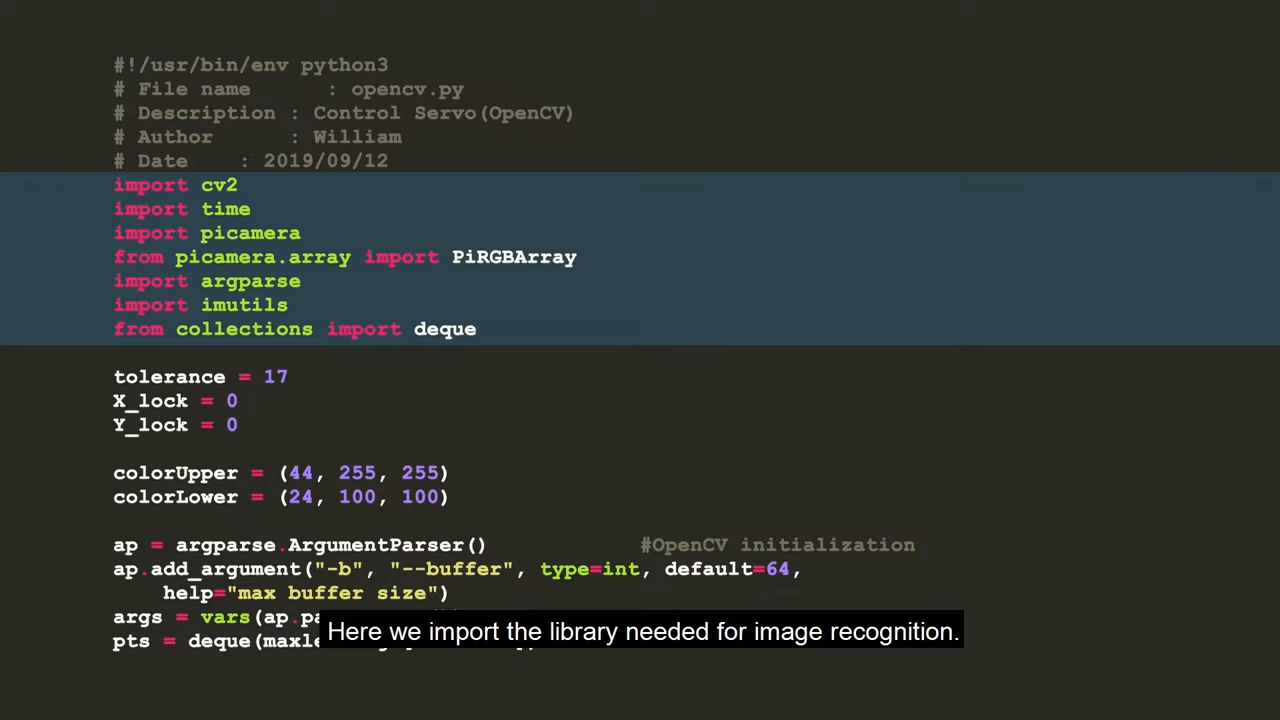 #!/usr/bin/env python3
# File name      : opencv.py
# Description : Control Servo(OpenCV)
# Author      : William
# Date    : 2019/09/12
import cv2
import time
import picamera
from picamera.array import PiRGBArray
import argparse
import imutils
from collections import import deque
tolerance = 17
X_lock = 0
Y_lock = 0
colorUpper = (44, 255, 255)
colorLower = (24, 100, 100)
ap = argparse.ArgumentParser()            #OpenCV initialization
ap.add_argument("-b", "--buffer", type=int, default=64,
    help="max buffer size")
args = vars(ap.
pts = deque(
Here we import the library needed for image recognition.